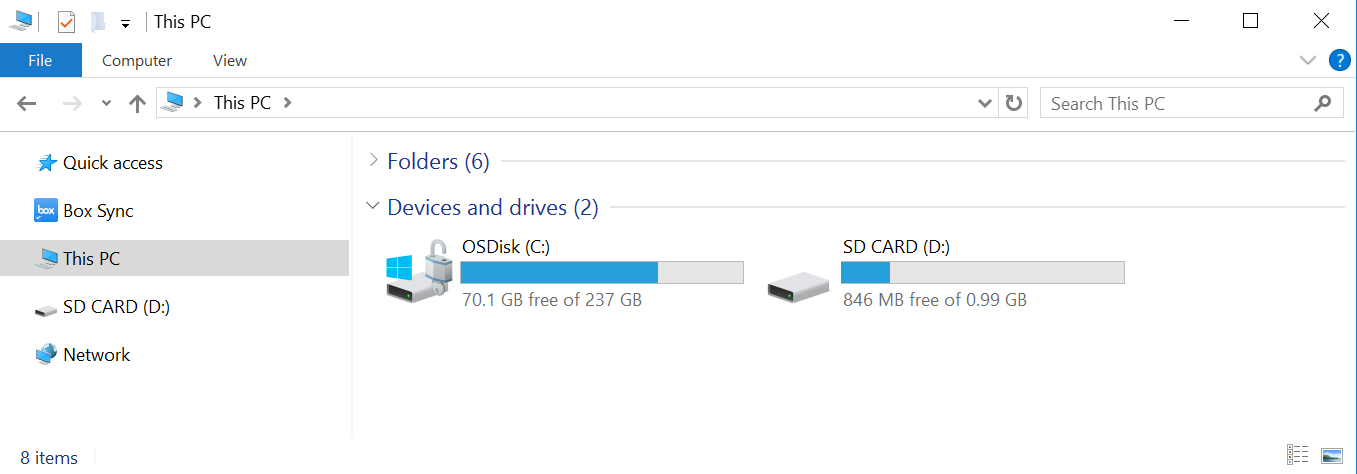 This PC
File Computer View ?
This PC
Search This PC
Quick access
box Box Sync
This PC
SD CARD (D:)
Network
Folders (6)
Devices and drives (2)
OSDisk (C:)
70.1 GB free of 237 GB
SD CARD (D:)
846 MB free of 0.99 GB
8 items